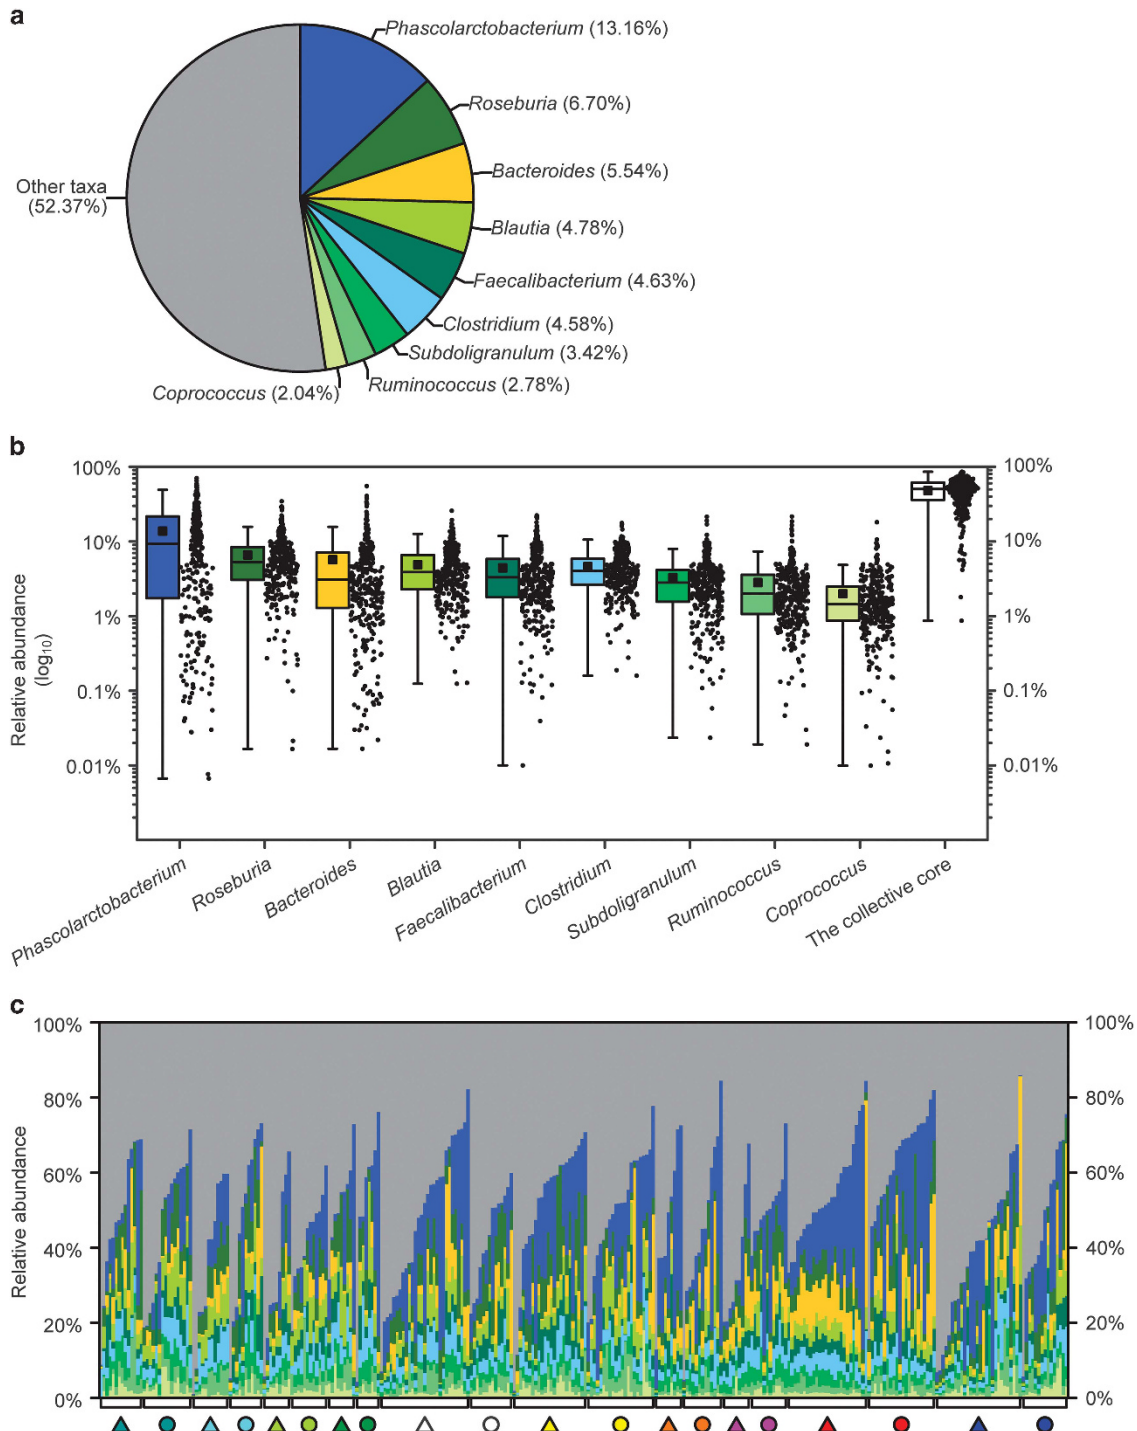 a
Phascolarctobacterium (13.16%)
Roseburia (6.70%)
Bacteroides (5.54%)
Blautia (4.78%)
Faecalibacterium (4.63%)
Clostridium (4.58%)
Subdoligranulum (3.42%)
Ruminococcus (2.78%)
Coprococcus (2.04%)
Other taxa
(52.37%)
b
Relative abundance
(log10)
100%
10%
1%
0.1%
0.01%
100%
10%
1%
0.1%
0.01%
Phascolarctobacterium
Roseburia
Bacteroides
Blautia
Faecalibacterium
Clostridium
Subdoligranulum
Ruminococcus
Coprococcus
The collective core
c
Relative abundance
100%
80%
60%
40%
20%
0%
100%
80%
60%
40%
20%
0%